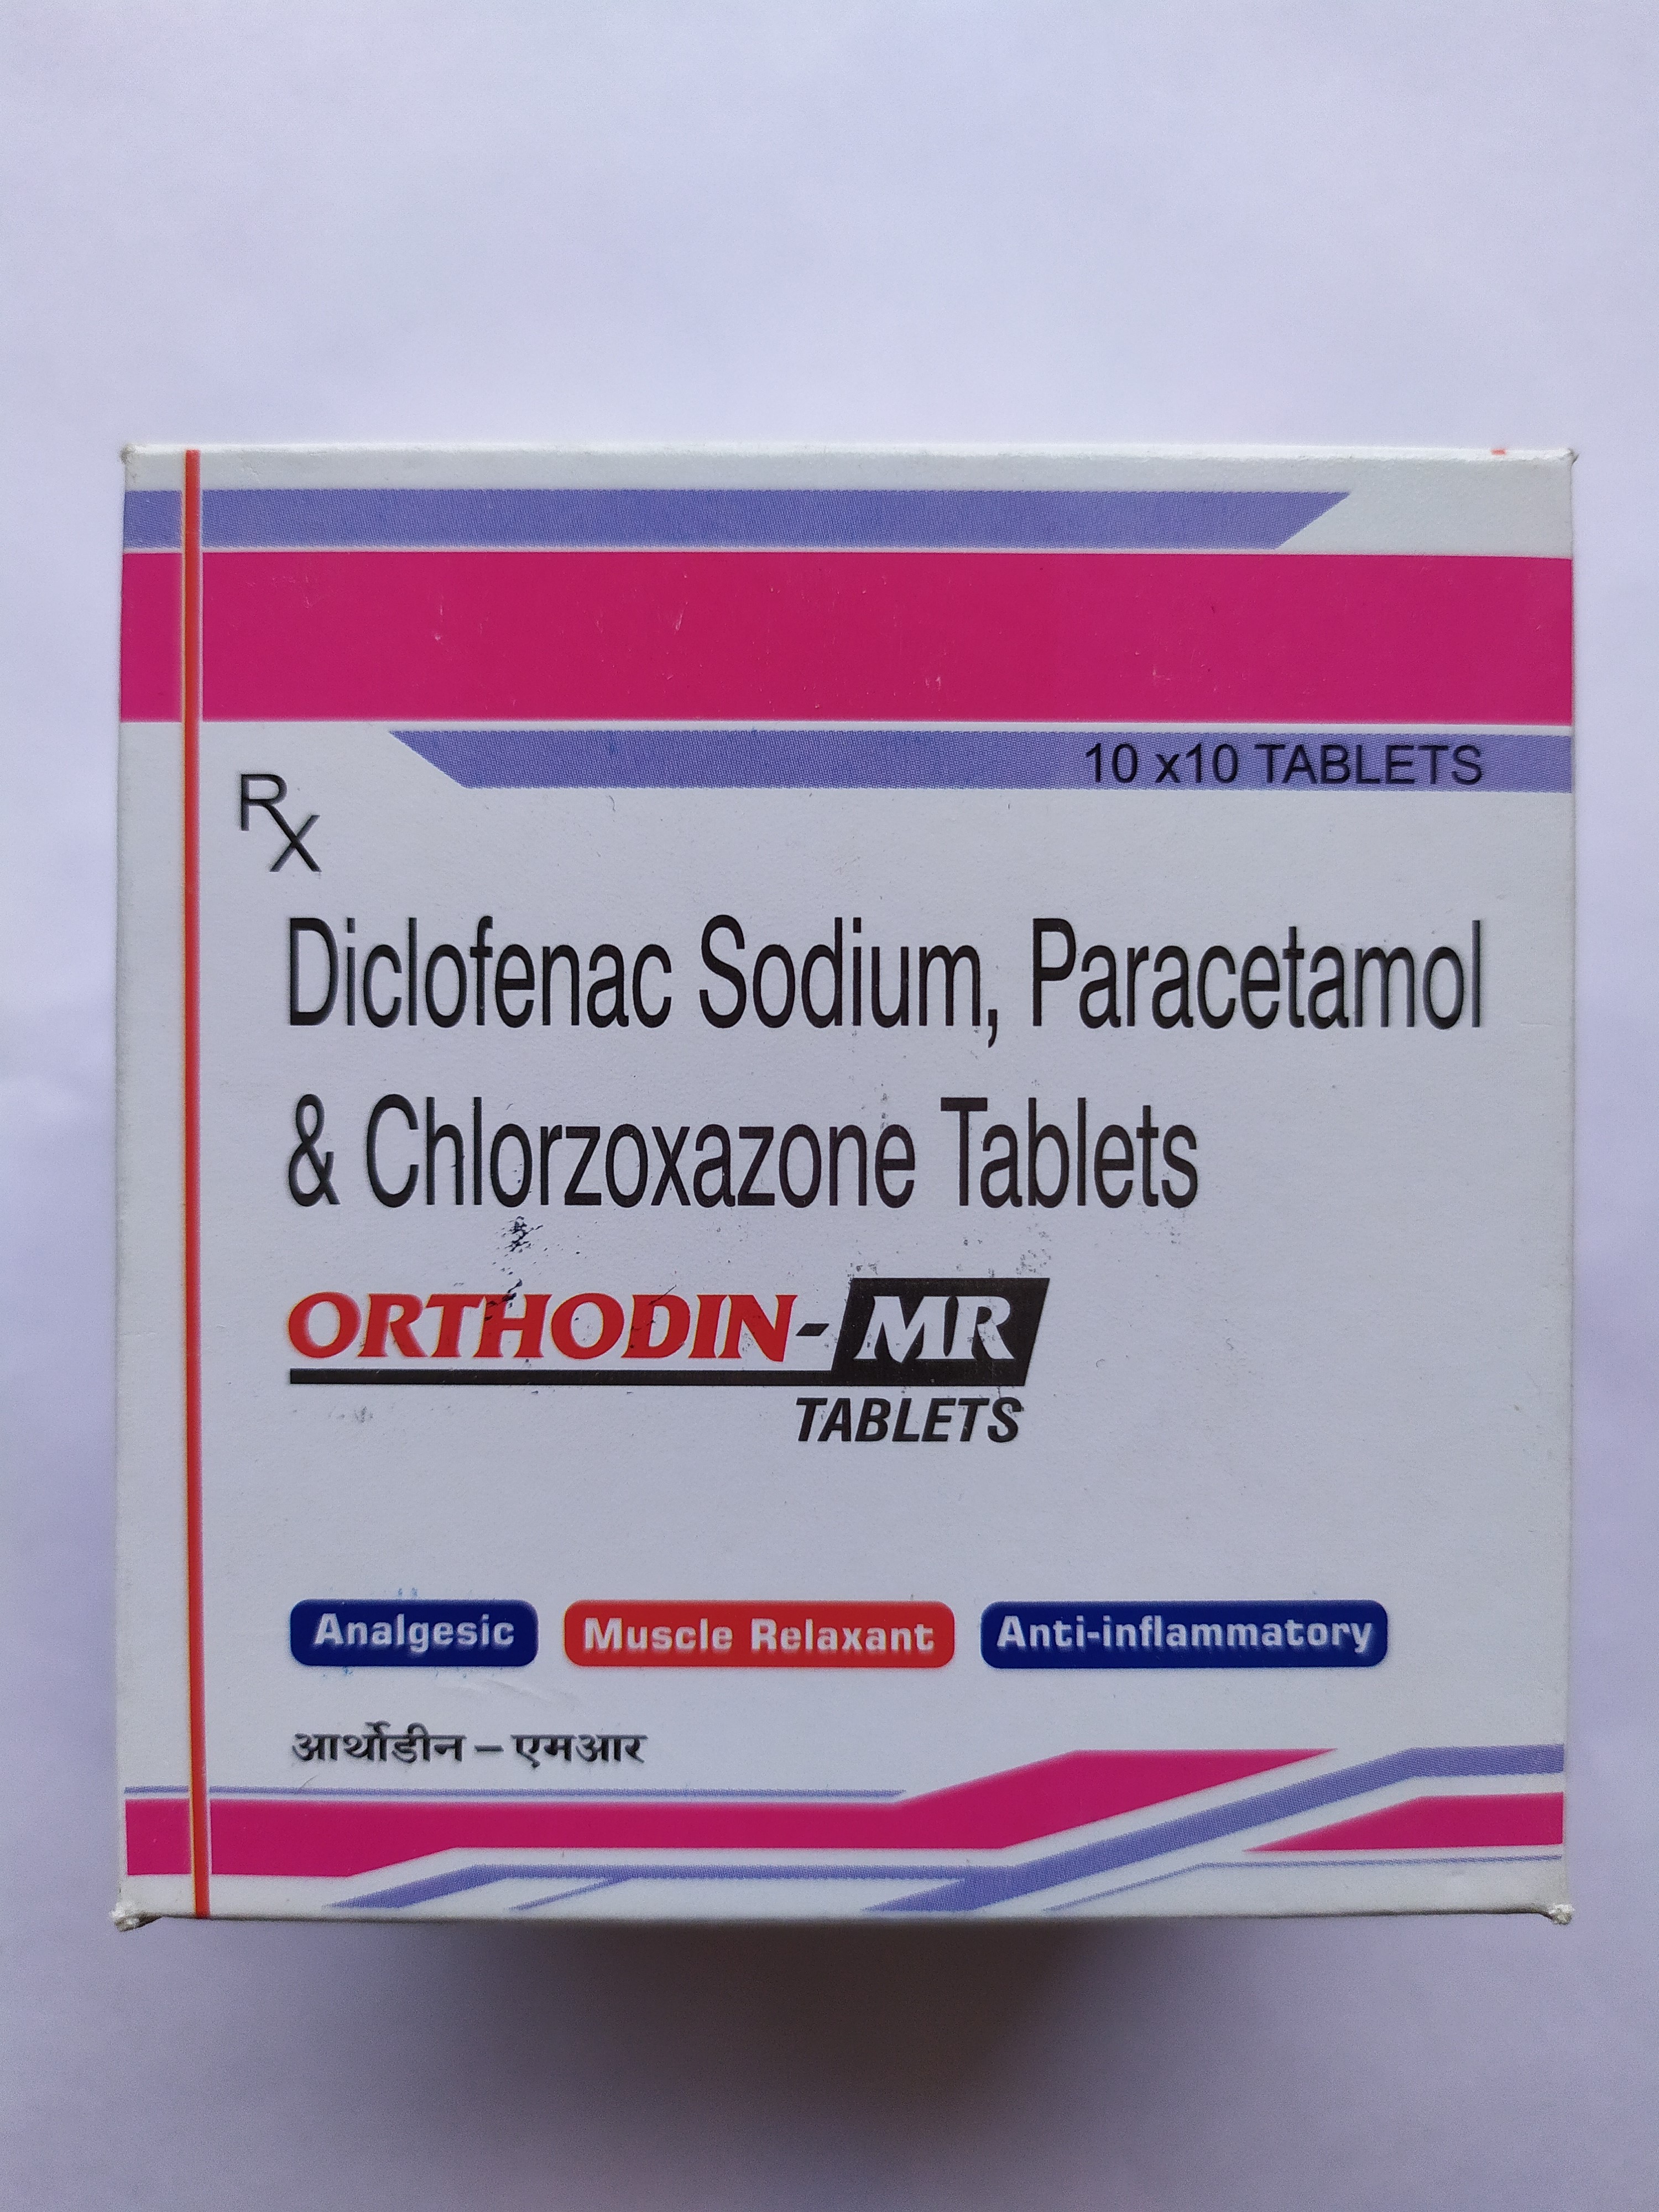 10 x10 TABLETS
Rx
Diclofenac Sodium, Paracetamol
& Chlorzoxazone Tablets
ORTHODIN-MR
TABLETS
Analgesic Muscle Relaxant Anti-inflammatory
आर्थोडीन – एमआर